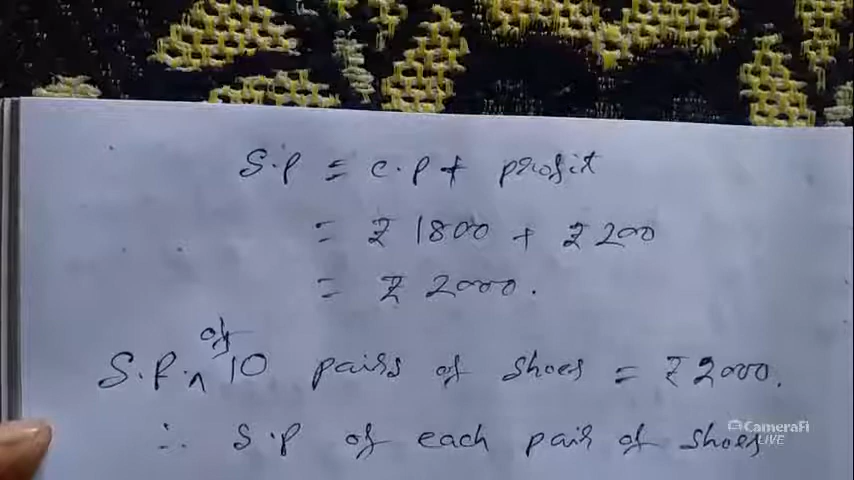 S.P = C.P + profit
= ₹ 1800 + ₹ 200
= ₹ 2000.
S.P. of 10 pairs of shoes = ₹ 2000.
∴ S.P of each pair of shoes
CameraFi
LIVE